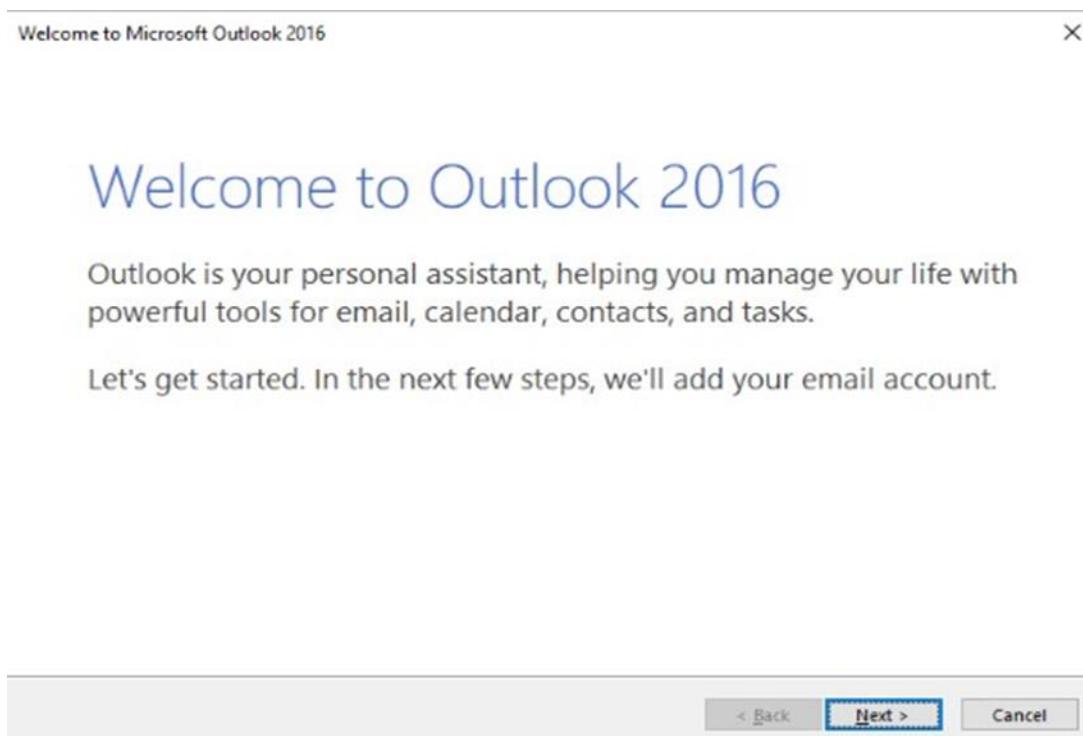 Welcome to Microsoft Outlook 2016
Welcome to Outlook 2016
Outlook is your personal assistant, helping you manage your life with
powerful tools for email, calendar, contacts, and tasks.
Let's get started. In the next few steps, we'll add your email account.
< Back Next > Cancel